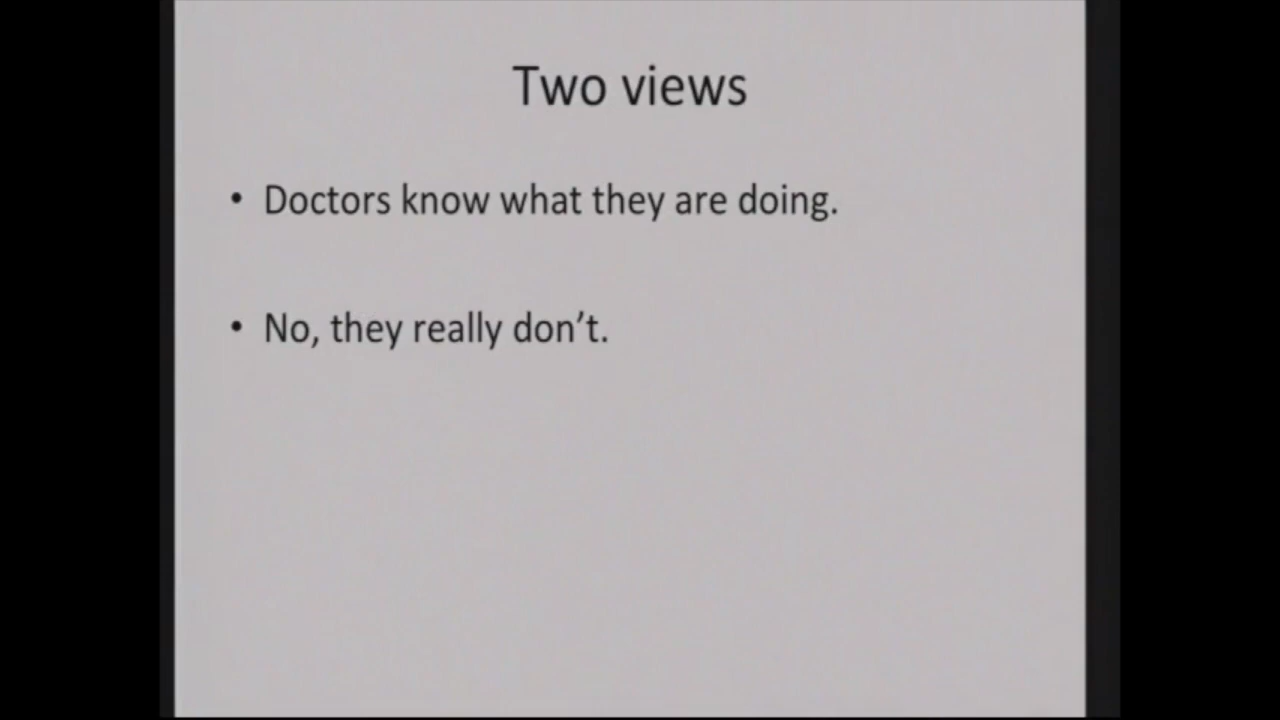 Two views
• Doctors know what they are doing.
• No, they really don’t.